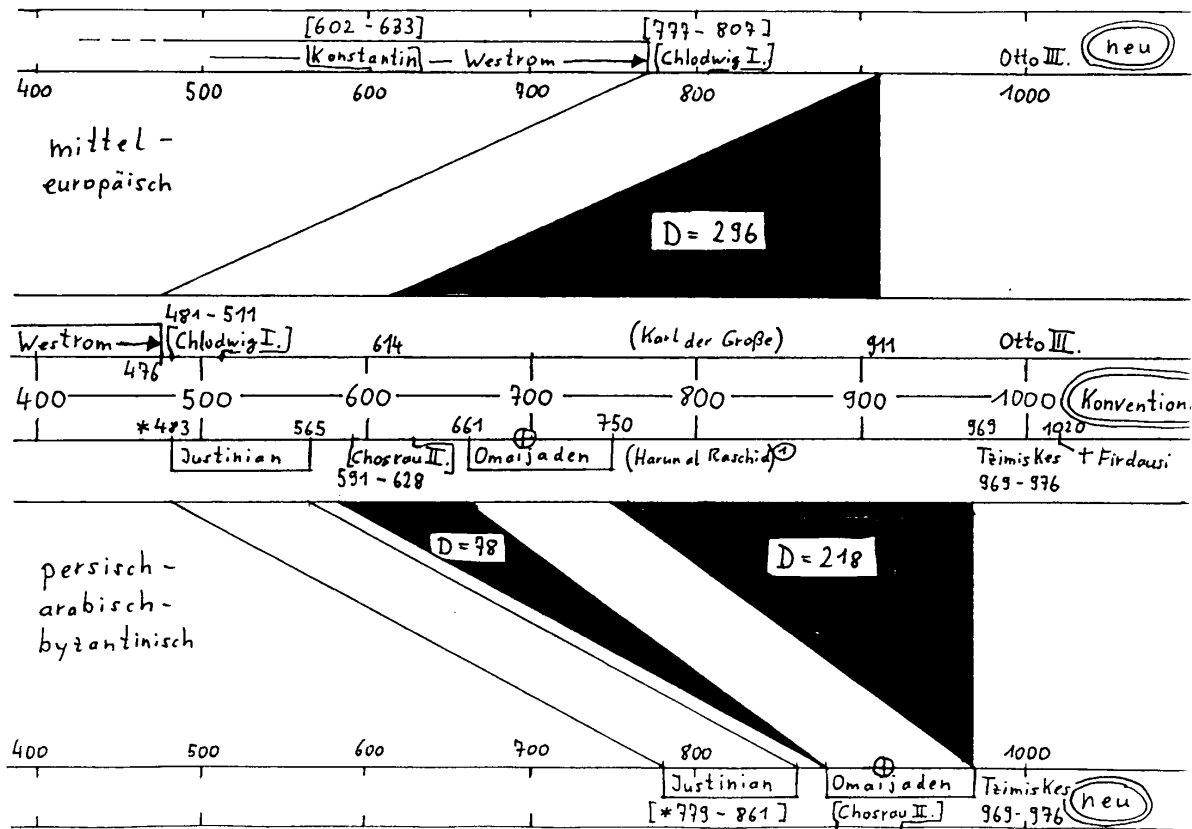 [602-633] [777-807]
[Konstantin] — Westrom [Chlodwig I.] Otto III. neu
400 500 600 700 800 1000
mittel-
europäisch
D = 296
481-511
Westrom [Chlodwig I.] 614 (Karl der Große) 911 Otto III.
476
400 500 600 700 800 900 1000 Konvention.
*483 565 661 750 969 1020
Justinian [Chosrau II.] Omaijaden (Harun al Raschid)① Tzimiskes + Firdausi
591-628 969-976
D = 78
D = 218
persisch-
arabisch-
byzantinisch
400 500 600 700 800 1000
Justinian Omaijaden Tzimiskes neu
[*779-861] [Chosrau II.] 969-976